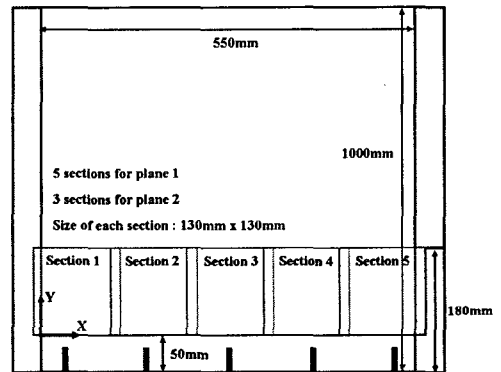 550mm
1000mm
5 sections for plane 1
3 sections for plane 2
Size of each section : 130mm x 130mm
Section 1 Section 2 Section 3 Section 4 Section 5
Y
X
180mm
50mm